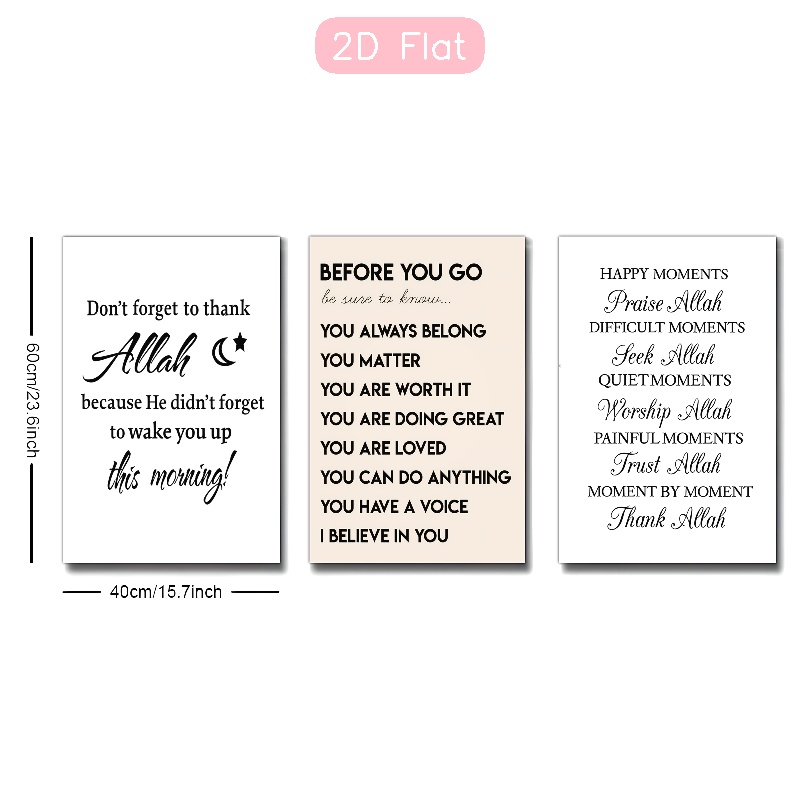 2D Flat
60cm/23.6inch
Don't forget to thank
Allah
because He didn't forget
to wake you up
this morning!
40cm/15.7inch
BEFORE YOU GO
be sure to know...
YOU ALWAYS BELONG
YOU MATTER
YOU ARE WORTH IT
YOU ARE DOING GREAT
YOU ARE LOVED
YOU CAN DO ANYTHING
YOU HAVE A VOICE
I BELIEVE IN YOU
HAPPY MOMENTS
Praise Allah
DIFFICULT MOMENTS
Seek Allah
QUIET MOMENTS
Worship Allah
PAINFUL MOMENTS
Trust Allah
MOMENT BY MOMENT
Thank Allah